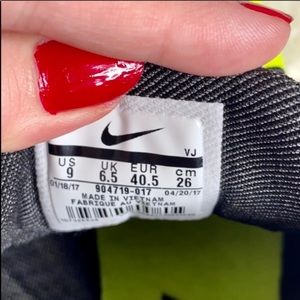 VJ
US UK EUR cm
9 6.5 40.5 26
01/18/17 904719-017 04/20/17
MADE IN VIETNAM
FABRIQUE AU VIETNAM